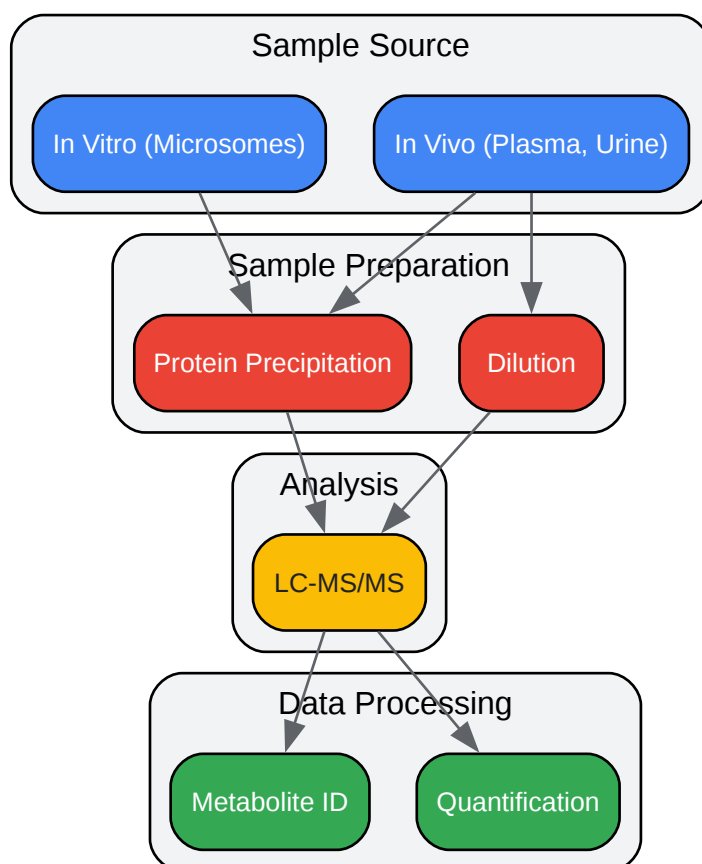 Sample Source
In Vitro (Microsomes)
In Vivo (Plasma, Urine)
Sample Preparation
Protein Precipitation
Dilution
Analysis
LC-MS/MS
Data Processing
Metabolite ID
Quantification